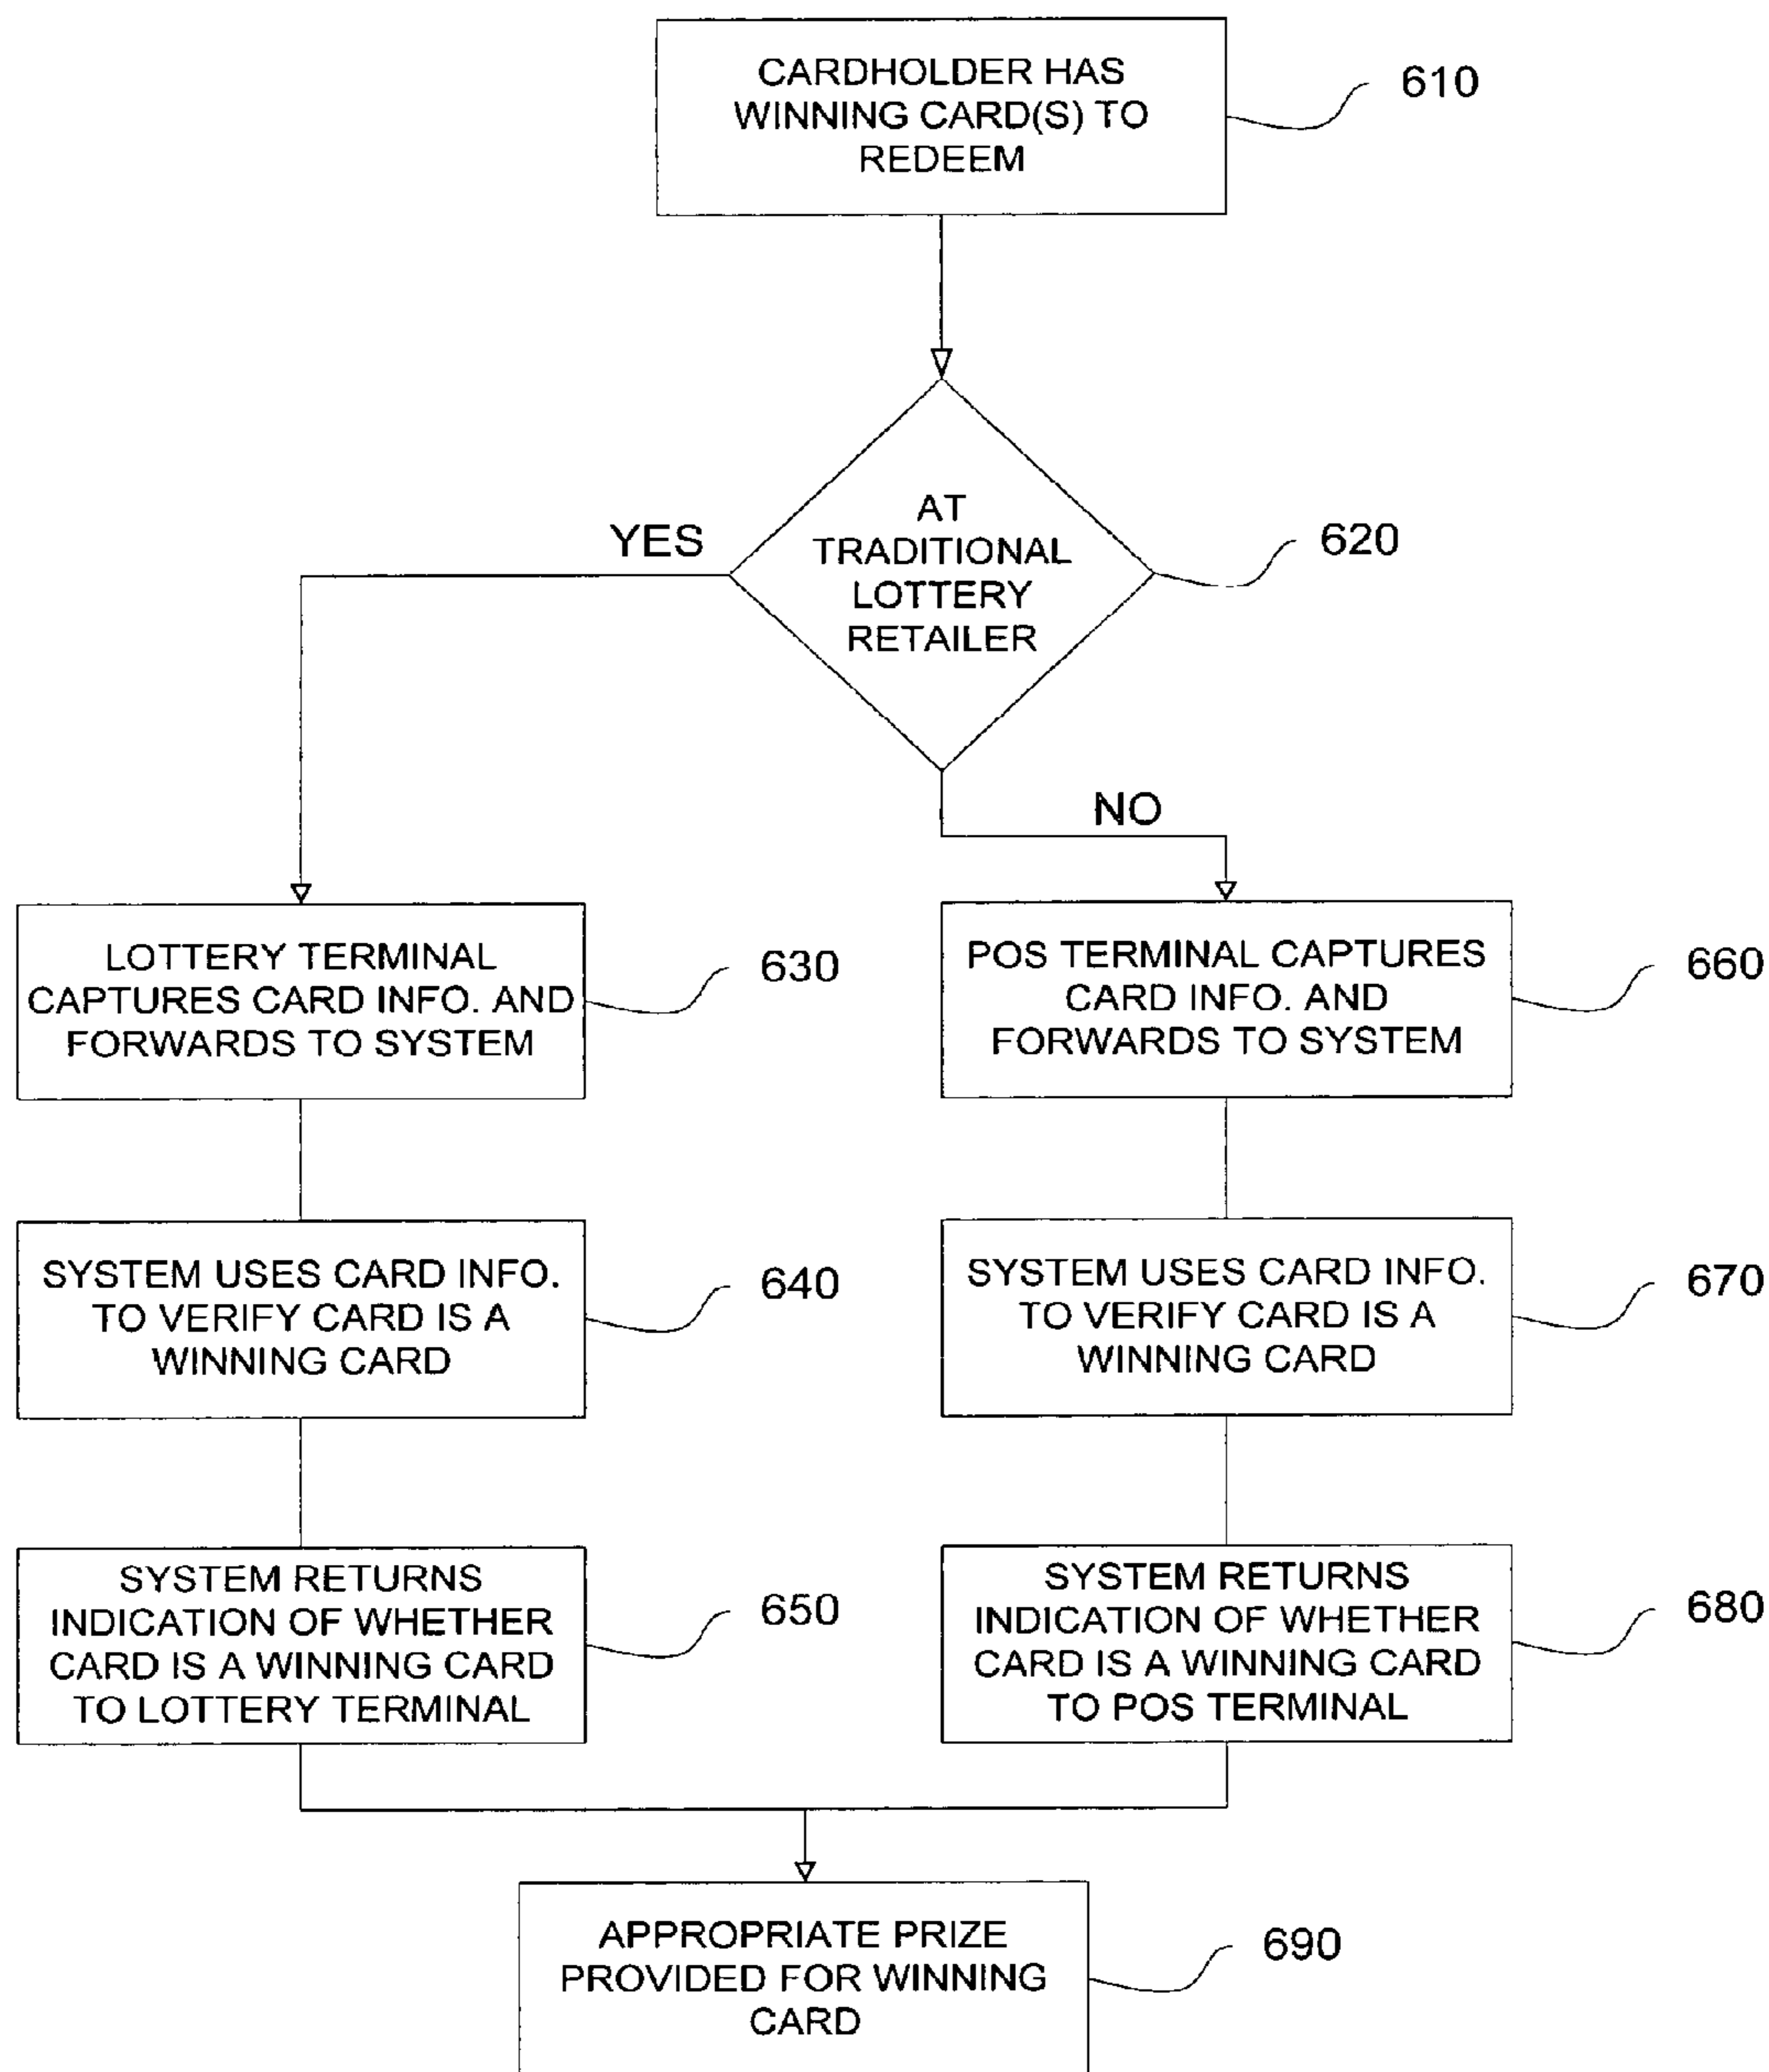 CARDHOLDER HAS
WINNING CARD(S) TO
REDEEM
610
AT
TRADITIONAL
LOTTERY
RETAILER
620
YES
NO
LOTTERY TERMINAL
CAPTURES CARD INFO. AND
FORWARDS TO SYSTEM
630
SYSTEM USES CARD INFO.
TO VERIFY CARD IS A
WINNING CARD
640
SYSTEM RETURNS
INDICATION OF WHETHER
CARD IS A WINNING CARD
TO LOTTERY TERMINAL
650
POS TERMINAL CAPTURES
CARD INFO. AND
FORWARDS TO SYSTEM
660
SYSTEM USES CARD INFO.
TO VERIFY CARD IS A
WINNING CARD
670
SYSTEM RETURNS
INDICATION OF WHETHER
CARD IS A WINNING CARD
TO POS TERMINAL
680
APPROPRIATE PRIZE
PROVIDED FOR WINNING
CARD
690